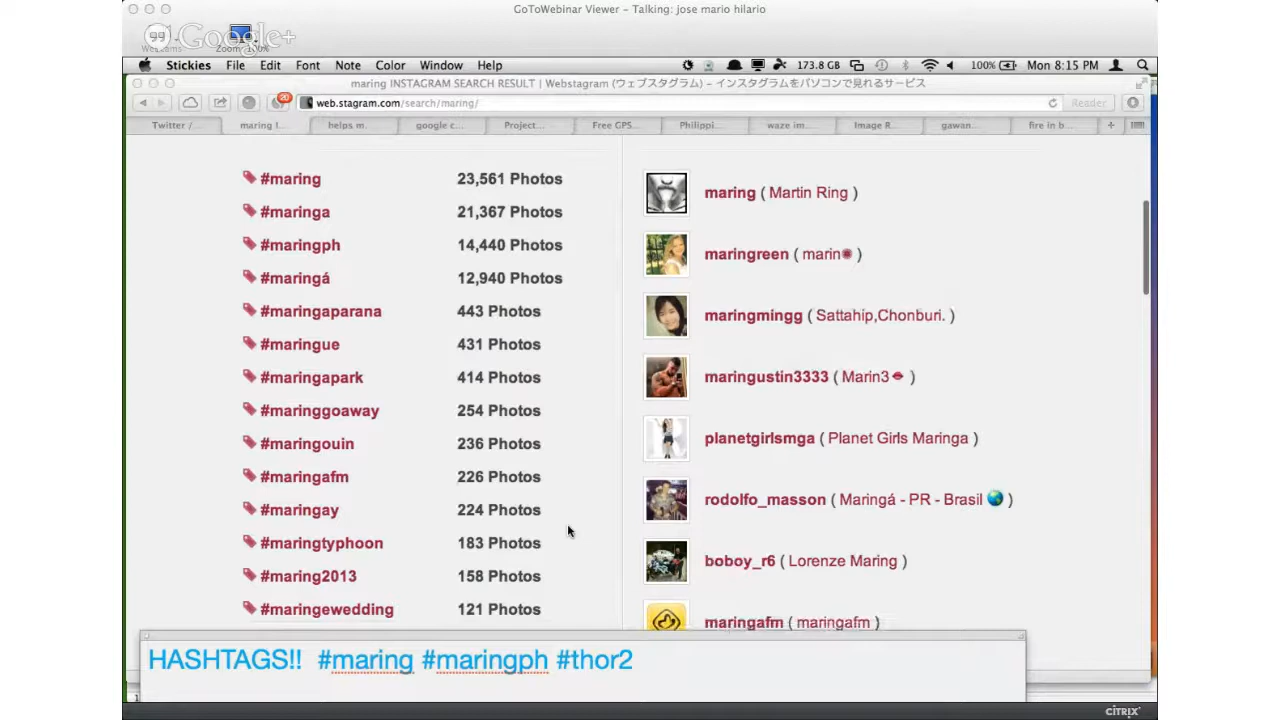 GoToWebinar Viewer – Talking: jose mario hilario
Google+
Webcams
Zoom: 100%
Stickies File Edit Font Note Color Window Help 173.8 GB 100% Mon 8:15 PM
maring INSTAGRAM SEARCH RESULT | Webstagram (ウェブスタグラム) – インスタグラムをパソコンで見れるサービス
20 web.stagram.com/search/maring/ Reader
Twitter / ... maring I... helps m... google c... Project... Free GPS... Philippi... waze im... Image R... gawan... fire in b... +
#maring 23,561 Photos
#maringa 21,367 Photos
#maringph 14,440 Photos
#maringá 12,940 Photos
#maringaparana 443 Photos
#maringue 431 Photos
#maringapark 414 Photos
#maringgoaway 254 Photos
#maringouin 236 Photos
#maringafm 226 Photos
#maringay 224 Photos
#maringtyphoon 183 Photos
#maring2013 158 Photos
#maringewedding 121 Photos
maring ( Martin Ring )
maringreen ( marin )
maringmingg ( Sattahip,Chonburi. )
maringustin3333 ( Marin3 )
planetgirlsmga ( Planet Girls Maringa )
rodolfo_masson ( Maringá - PR - Brasil )
boboy_r6 ( Lorenze Maring )
maringafm ( maringafm )
HASHTAGS!! #maring #maringph #thor2
CITRIX